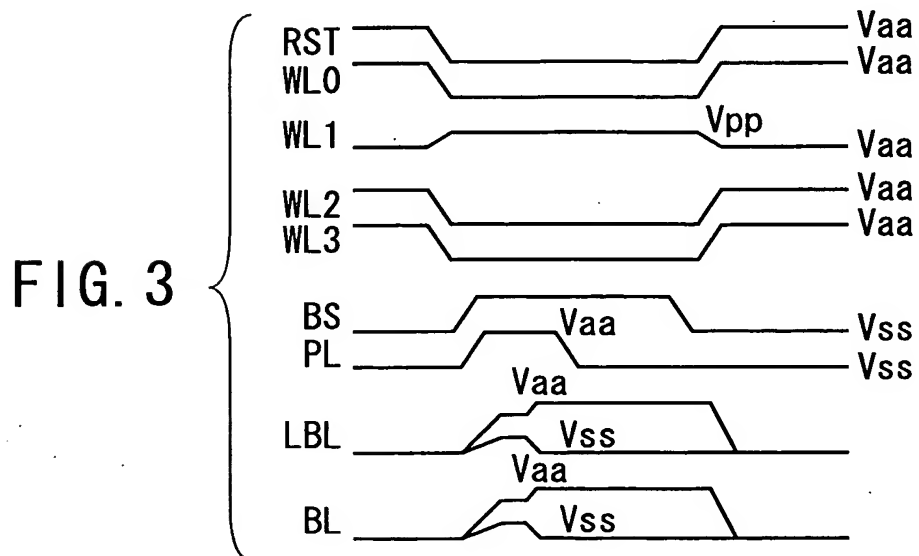 FIG. 3
RST Vaa
WL0 Vaa
WL1 Vpp Vaa
WL2 Vaa
WL3 Vaa
BS Vss
PL Vaa Vss
LBL Vaa Vss
BL Vaa Vss